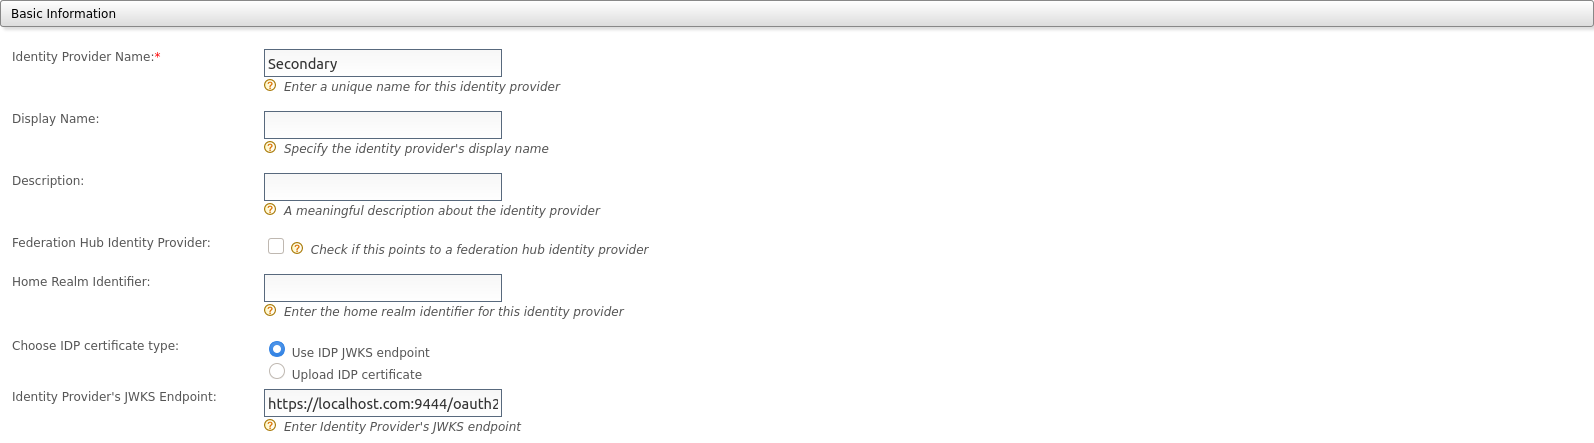 Basic Information
Identity Provider Name:*
Secondary
Enter a unique name for this identity provider
Display Name:
Specify the identity provider's display name
Description:
A meaningful description about the identity provider
Federation Hub Identity Provider:
Check if this points to a federation hub identity provider
Home Realm Identifier:
Enter the home realm identifier for this identity provider
Choose IDP certificate type:
Use IDP JWKS endpoint
Upload IDP certificate
Identity Provider's JWKS Endpoint:
https://localhost.com:9444/oauth2
Enter Identity Provider's JWKS endpoint